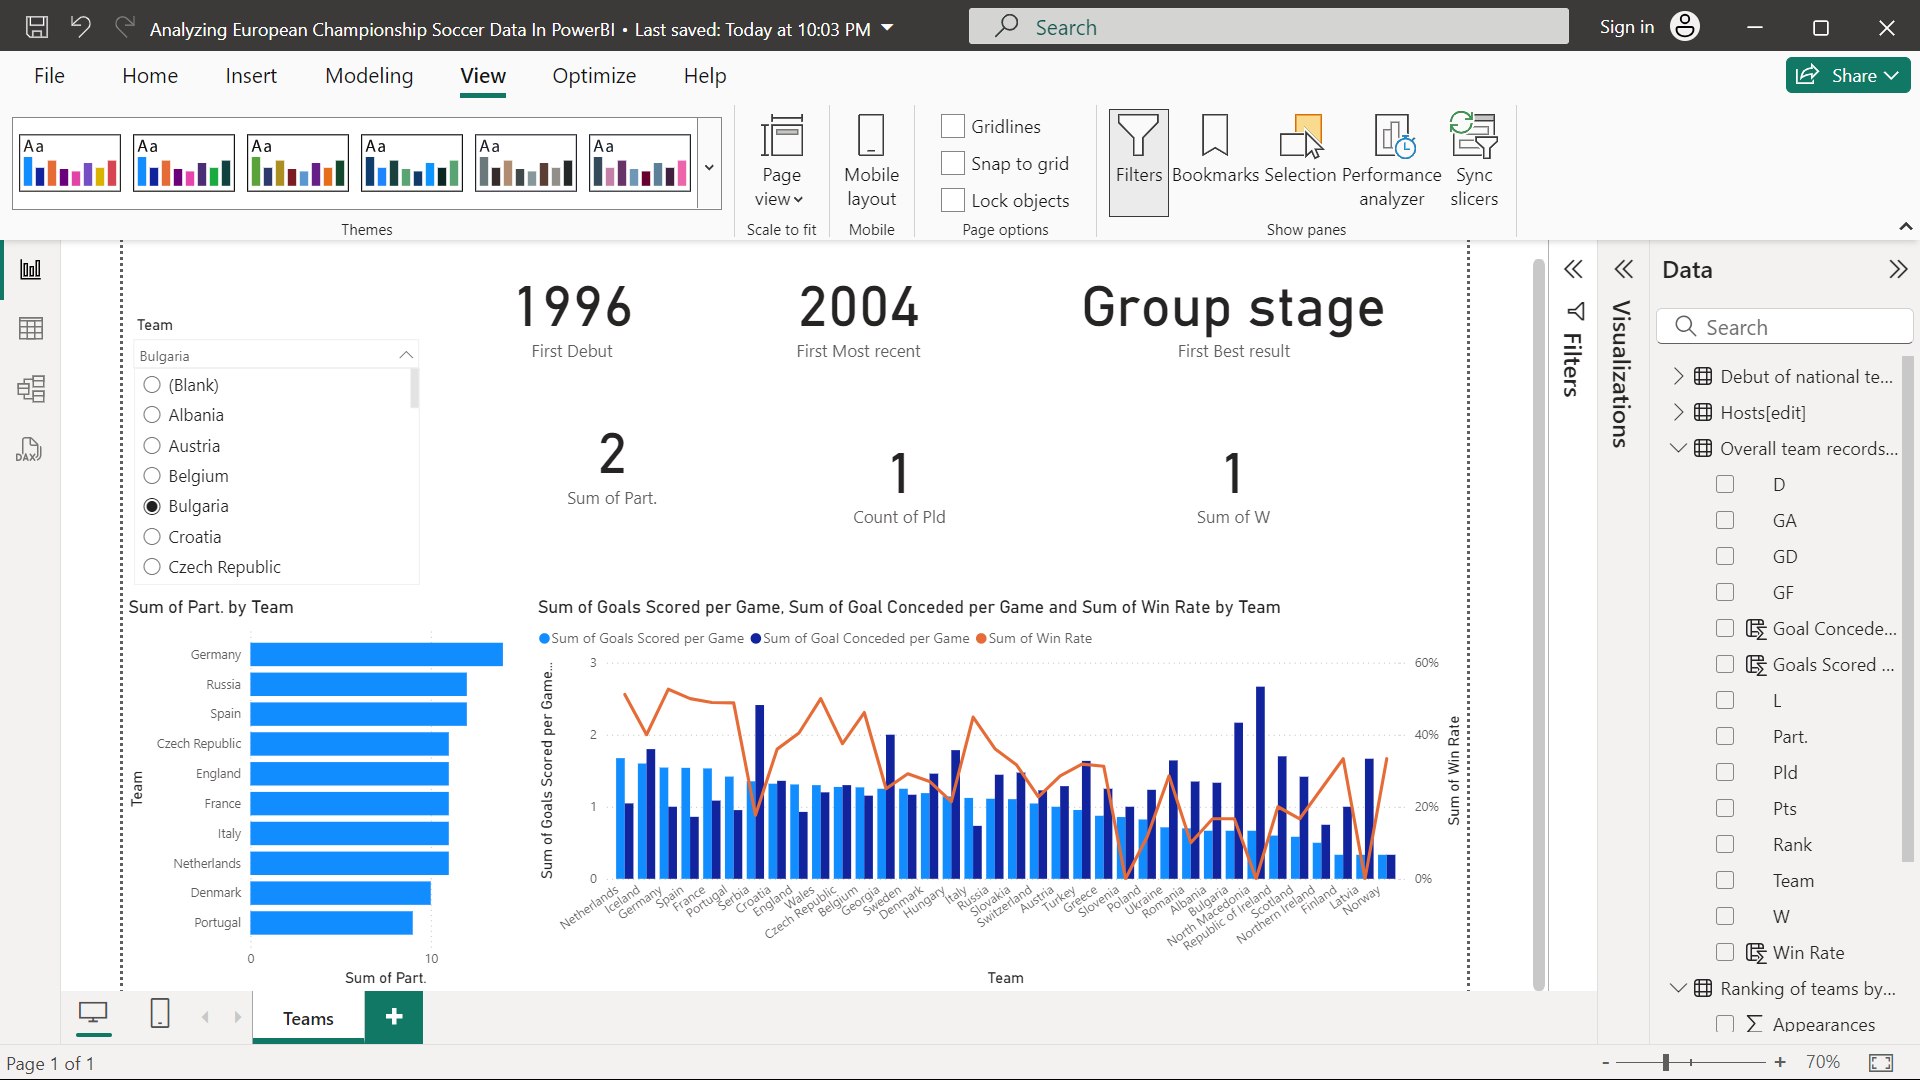 Analyzing European Championship Soccer Data In PowerBI • Last saved: Today at 10:03 PM
Search
Sign in
File
Home
Insert
Modeling
View
Optimize
Help
Share
Aa
Aa
Aa
Aa
Aa
Aa
Themes
Page view
Scale to fit
Mobile layout
Mobile
Gridlines
Snap to grid
Lock objects
Page options
Filters
Bookmarks
Selection
Performance analyzer
Sync slicers
Show panes
DAX
Team
Bulgaria
(Blank)
Albania
Austria
Belgium
Bulgaria
Croatia
Czech Republic
1996
First Debut
2004
First Most recent
Group stage
First Best result
2
Sum of Part.
1
Count of Pld
1
Sum of W
Sum of Part. by Team
Team
Germany
Russia
Spain
Czech Republic
England
France
Italy
Netherlands
Denmark
Portugal
0
10
Sum of Part.
Sum of Goals Scored per Game, Sum of Goal Conceded per Game and Sum of Win Rate by Team
Sum of Goals Scored per Game
Sum of Goal Conceded per Game
Sum of Win Rate
Sum of Goals Scored per Game...
3
2
1
0
60%
40%
20%
0%
Sum of Win Rate
Netherlands
Iceland
Germany
Spain
France
Portugal
Serbia
Croatia
England
Wales
Czech Republic
Belgium
Georgia
Sweden
Denmark
Hungary
Italy
Russia
Slovakia
Switzerland
Austria
Turkey
Greece
Slovenia
Poland
Ukraine
Romania
Albania
Bulgaria
North Macedonia
Republic of Ireland
Scotland
Northern Ireland
Finland
Latvia
Norway
Team
Filters
Visualizations
Data
Search
Debut of national te...
Hosts[edit]
Overall team records...
D
GA
GD
GF
Goal Concede...
Goals Scored ...
L
Part.
Pld
Pts
Rank
Team
W
Win Rate
Ranking of teams by...
Appearances
Teams
Page 1 of 1
- + 70%